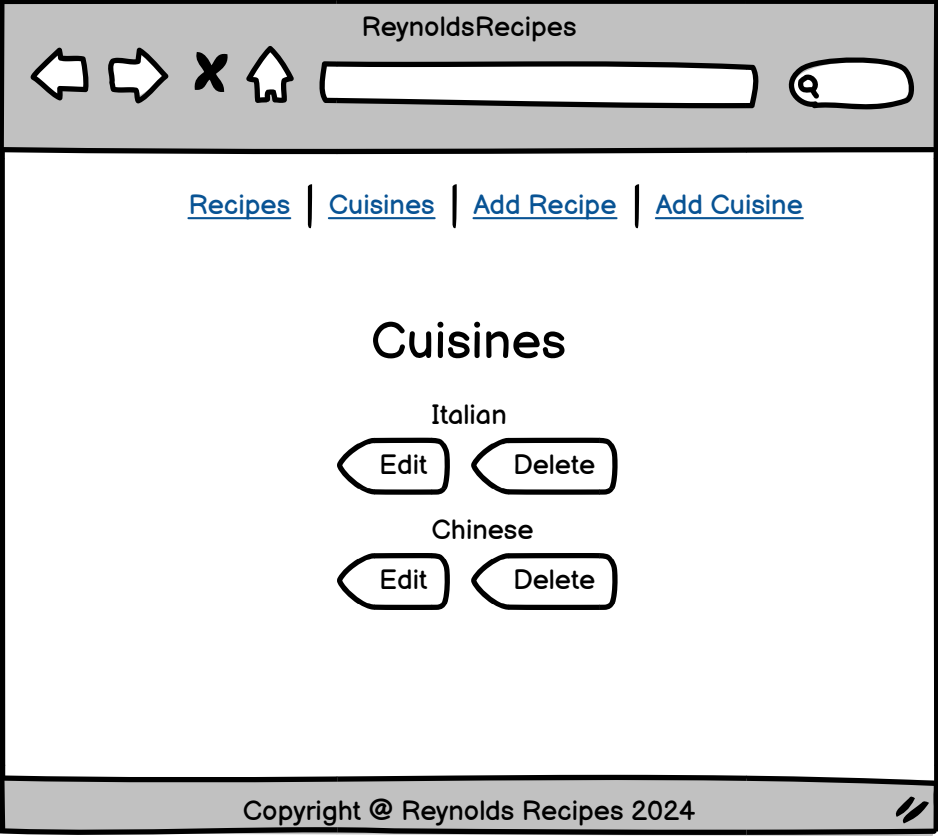 ReynoldsRecipes
Recipes | Cuisines | Add Recipe | Add Cuisine
Cuisines
Italian
Edit Delete
Chinese
Edit Delete
Copyright @ Reynolds Recipes 2024